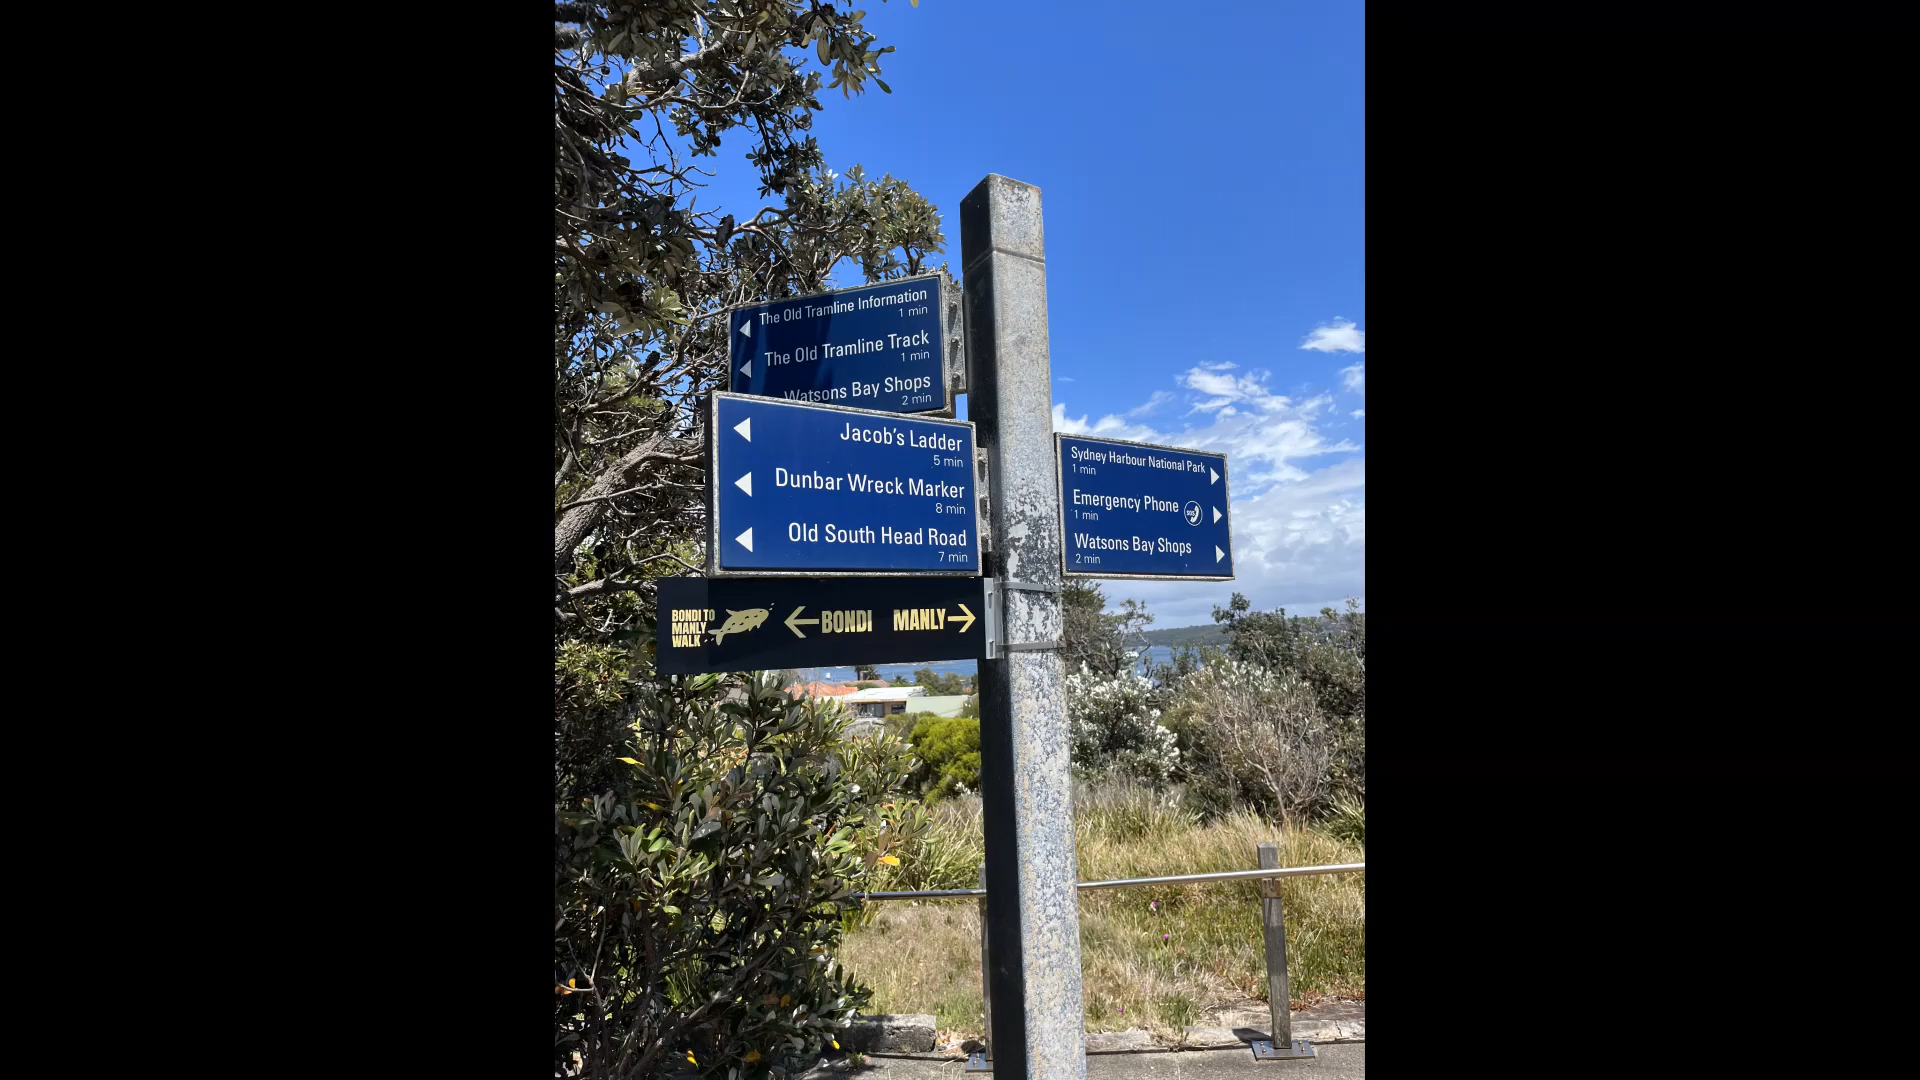 The Old Tramline Information
1 min
The Old Tramline Track
1 min
Watsons Bay Shops
2 min
Jacob's Ladder
5 min
Dunbar Wreck Marker
8 min
Old South Head Road
7 min
Sydney Harbour National Park
1 min
Emergency Phone
SOS
1 min
Watsons Bay Shops
2 min
BONDI TO
MANLY
WALK
BONDI MANLY